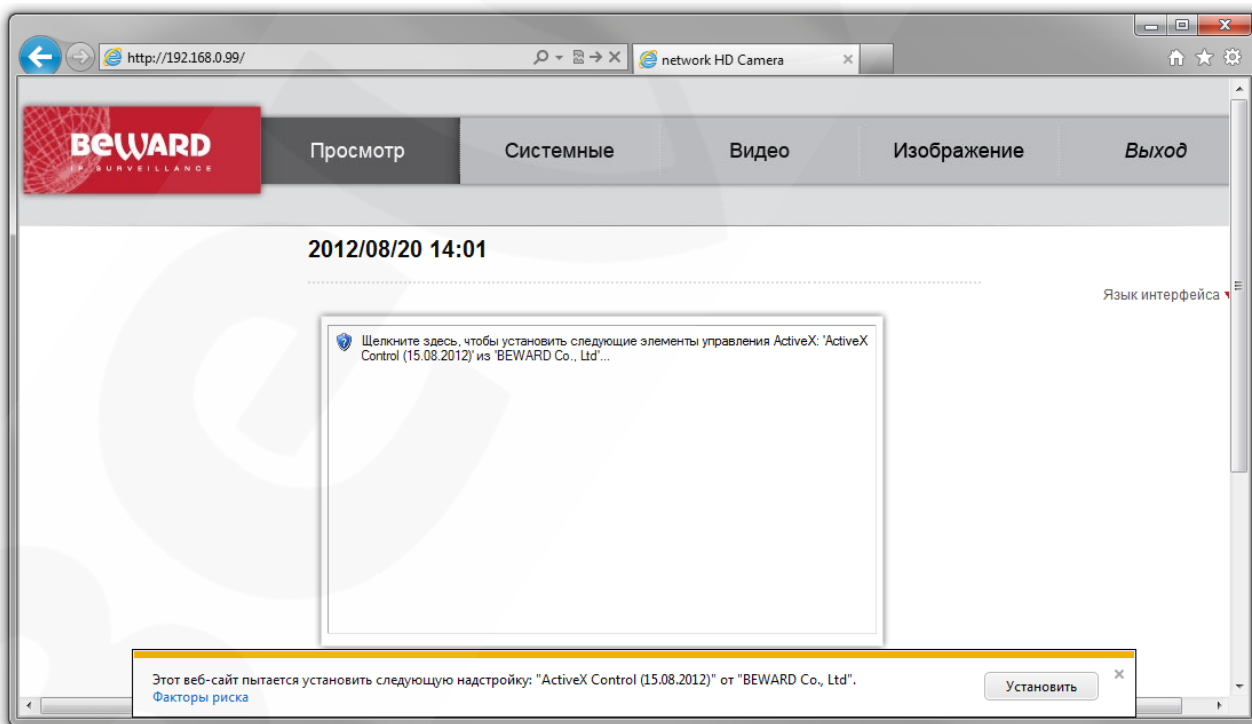 http://192.168.0.99/
network HD Camera
BEWARD
IP SURVEILLANCE
Просмотр
Системные
Видео
Изображение
Выход
2012/08/20 14:01
Язык интерфейса
Щелкните здесь, чтобы установить следующие элементы управления ActiveX: 'ActiveX
Control (15.08.2012)' из 'BEWARD Co., Ltd'...
Этот веб-сайт пытается установить следующую надстройку: "ActiveX Control (15.08.2012)" от "BEWARD Co., Ltd".
Факторы риска
Установить